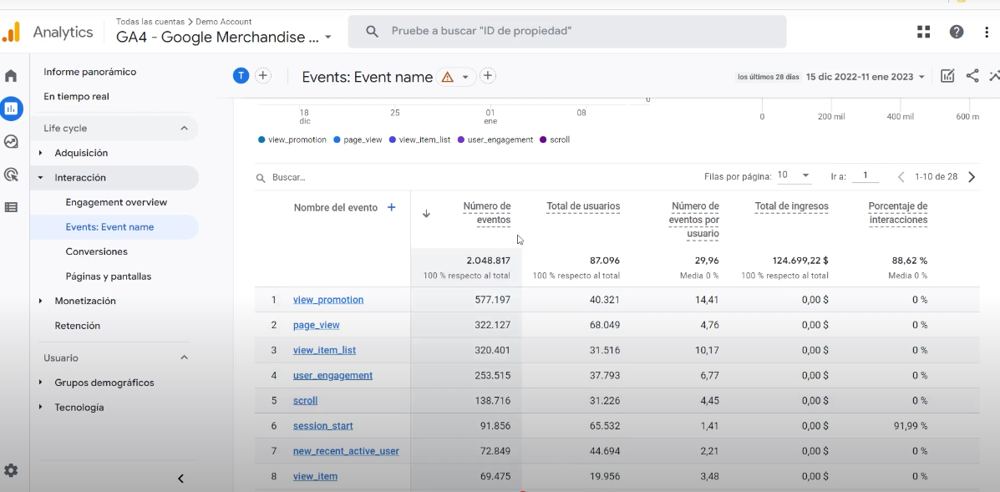 Analytics
Todas las cuentas > Demo Account
GA4 - Google Merchandise ...
Pruebe a buscar "ID de propiedad"
Informe panorámico
En tiempo real
Life cycle
Adquisición
Interacción
Engagement overview
Events: Event name
Conversiones
Páginas y pantallas
Monetización
Retención
Usuario
Grupos demográficos
Tecnología
T
Events: Event name
los últimos 28 días 15 dic 2022-11 ene 2023
18 dic
25
01 ene
08
0
0
200 mil
400 mil
600 m
view_promotion page_view view_item_list user_engagement scroll
Buscar...
Filas por página: 10 Ir a: 1 1-10 de 28
Nombre del evento +
Número de eventos
Total de usuarios
Número de eventos por usuario
Total de ingresos
Porcentaje de interacciones
2.048.817 87.096 29,96 124.699,22 $ 88,62 %
100 % respecto al total 100 % respecto al total Media 0 % 100 % respecto al total Media 0 %
1 view_promotion 577.197 40.321 14,41 0,00 $ 0 %
2 page_view 322.127 68.049 4,76 0,00 $ 0 %
3 view_item_list 320.401 31.516 10,17 0,00 $ 0 %
4 user_engagement 253.515 37.793 6,77 0,00 $ 0 %
5 scroll 138.716 31.226 4,45 0,00 $ 0 %
6 session_start 91.856 65.532 1,41 0,00 $ 91,99 %
7 new_recent_active_user 72.849 44.694 2,21 0,00 $ 0 %
8 view_item 69.475 19.956 3,48 0,00 $ 0 %